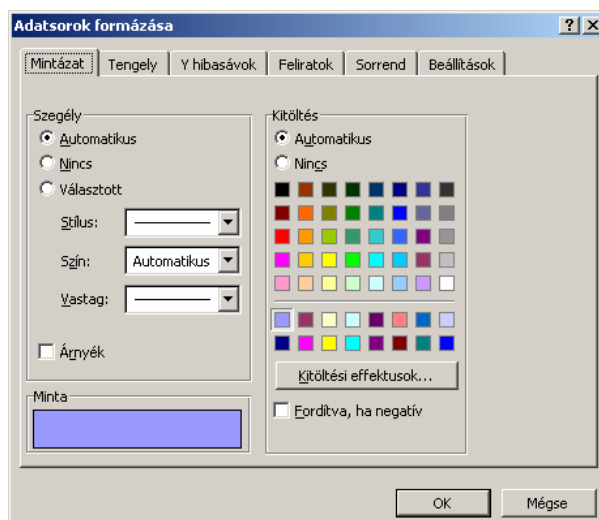 Adatsorok formázása
Mintázat
Tengely
Y hibasávok
Feliratok
Sorrend
Beállítások
Szegély
Automatikus
Nincs
Választott
Stílus:
Szín:
Automatikus
Vastag:
Árnyék
Minta
Kitöltés
Automatikus
Nincs
Kitöltési effektusok...
Fordítva, ha negatív
OK
Mégse